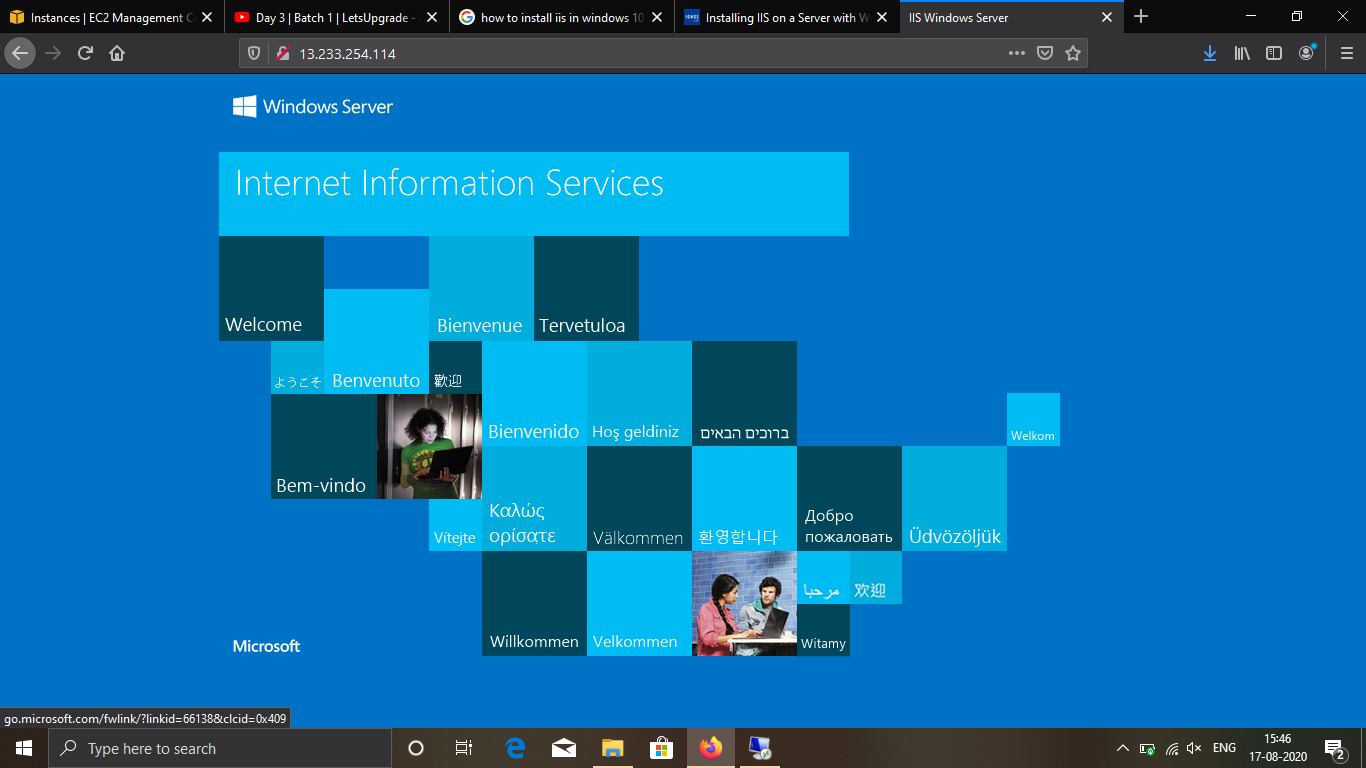 Instances | EC2 Management C
Day 3 | Batch 1 | LetsUpgrade -
how to install iis in windows 10
Installing IIS on a Server with W
IIS Windows Server
13.233.254.114
Windows Server
Internet Information Services
Welcome
Bienvenue
Tervetuloa
ようこそ
Benvenuto
歡迎
Bienvenido
Hoş geldiniz
ברוכים הבאים
Welkom
Bem-vindo
Vítejte
Καλώς
ορίσατε
Välkommen
환영합니다
Добро
пожаловать
Üdvözöljük
Willkommen
Velkommen
مرحبا
欢迎
Witamy
Microsoft
go.microsoft.com/fwlink/?linkid=66138&clcid=0x409
Type here to search
ENG
15:46
17-08-2020
2